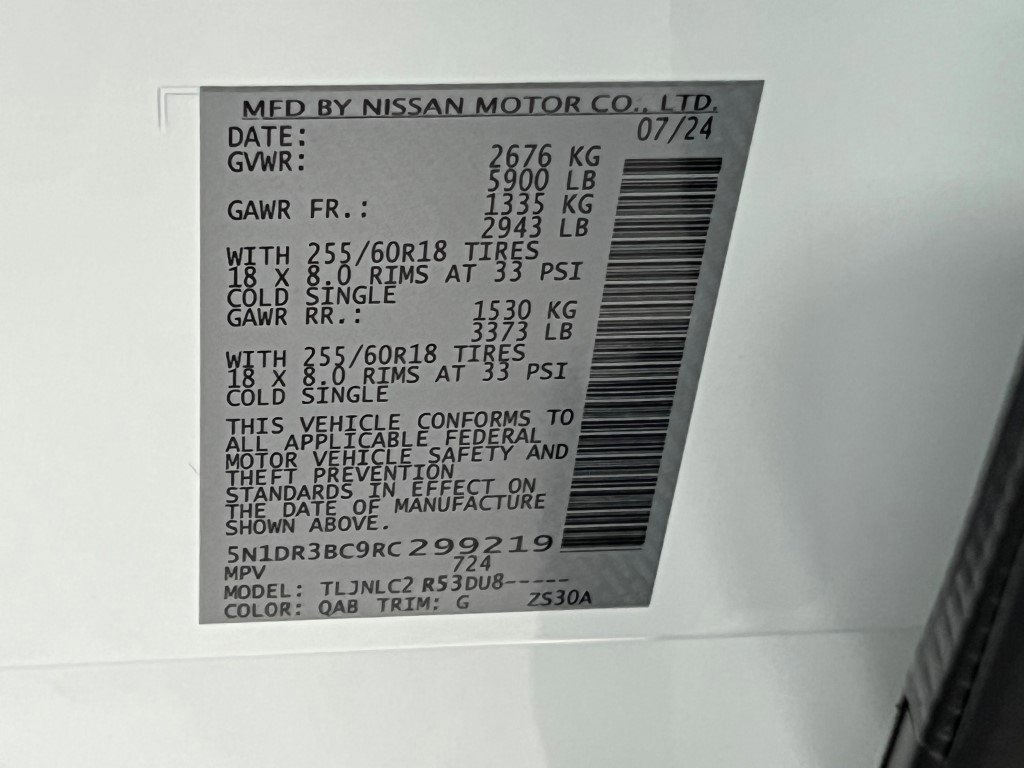 MFD BY NISSAN MOTOR CO., LTD.
DATE: 07/24
GVWR: 2676 KG
5900 LB
GAWR FR.: 1335 KG
2943 LB
WITH 255/60R18 TIRES
18 X 8.0 RIMS AT 33 PSI
COLD SINGLE
GAWR RR.: 1530 KG
3373 LB
WITH 255/60R18 TIRES
18 X 8.0 RIMS AT 33 PSI
COLD SINGLE
THIS VEHICLE CONFORMS TO
ALL APPLICABLE FEDERAL
MOTOR VEHICLE SAFETY AND
THEFT PREVENTION
STANDARDS IN EFFECT ON
THE DATE OF MANUFACTURE
SHOWN ABOVE.
5N1DR3BC9RC299219
MPV 724
MODEL: TLJNLC2 R53DU8-----
COLOR: QAB TRIM: G ZS30A